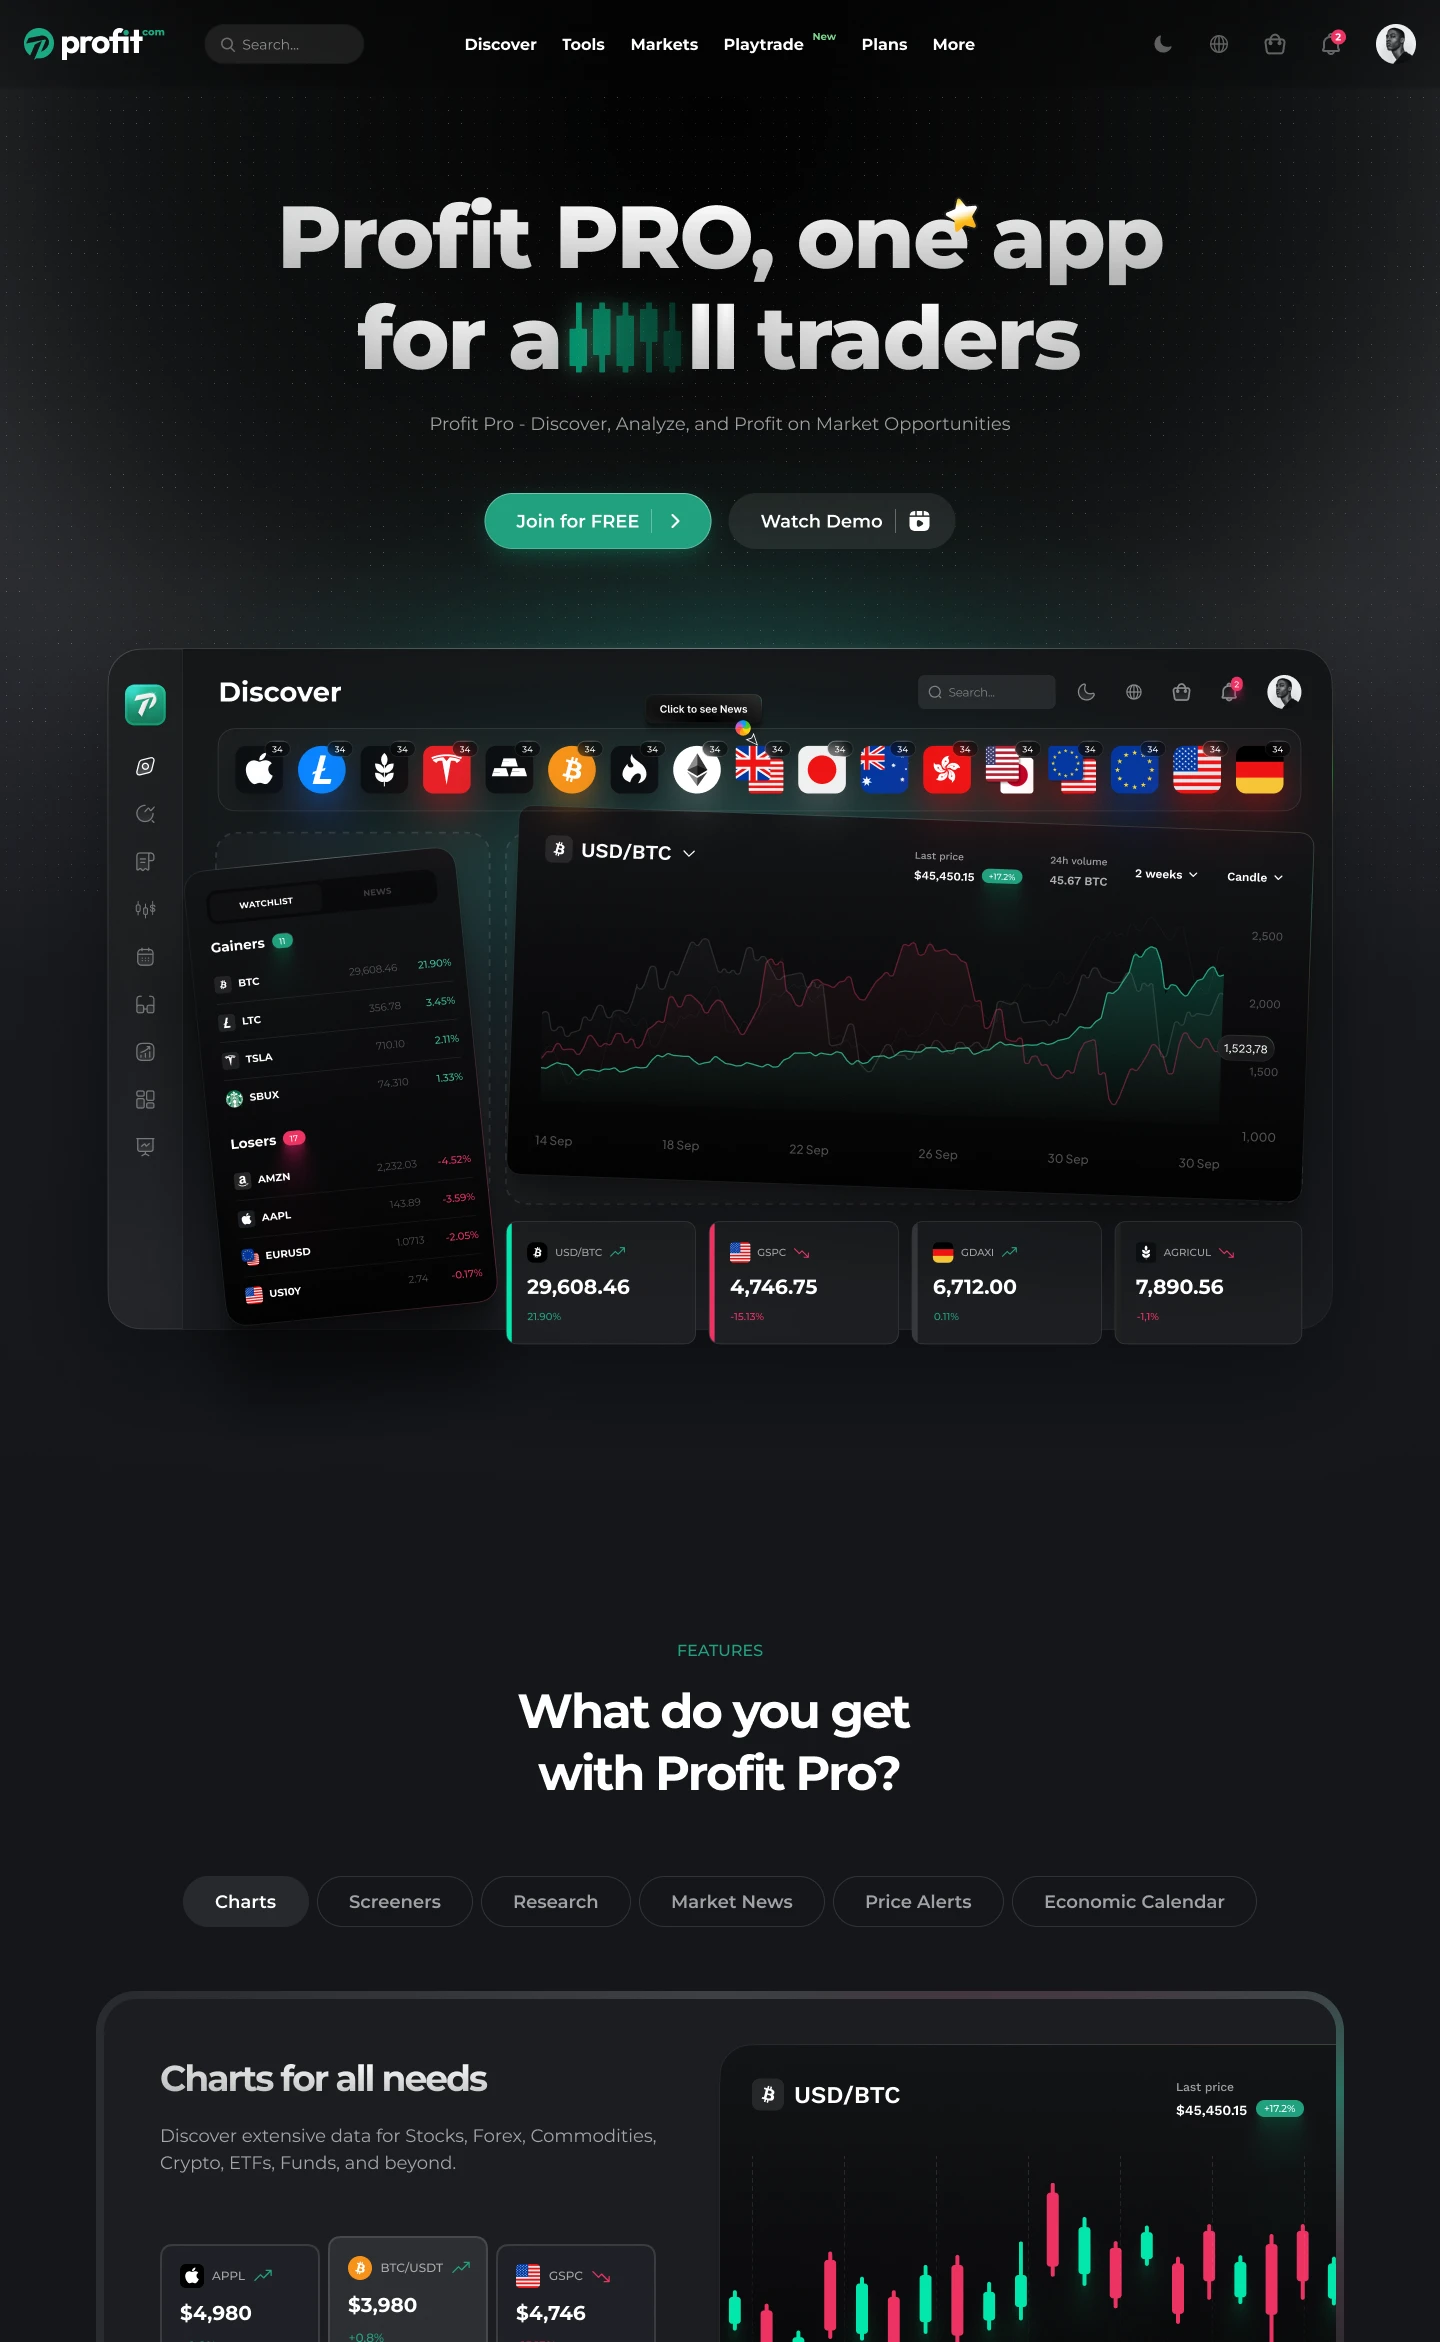 profit.com
Search...
Discover
Tools
Markets
Playtrade New
Plans
More
2
Profit PRO, one app
for all traders
Profit Pro - Discover, Analyze, and Profit on Market Opportunities
Join for FREE
Watch Demo
Discover
Search...
2
Click to see News
34 34 34 34 34 34 34 34 34 34 34 34 34 34 34 34 34
WATCHLIST
NEWS
Gainers 11
BTC 29,608.46 21.90%
LTC 356.78 3.45%
TSLA 710.10 2.11%
SBUX 74.310 1.33%
Losers 17
AMZN 2,232.03 -4.52%
AAPL 143.89 -3.59%
EURUSD 1.0713 -2.05%
US10Y 2.74 -0.17%
USD/BTC
Last price
$45,450.15 +17.2%
24h volume
45.67 BTC
2 weeks
Candle
2,500
2,000
1,523,78
1,500
1,000
14 Sep
18 Sep
22 Sep
26 Sep
30 Sep
30 Sep
USD/BTC
29,608.46
21.90%
GSPC
4,746.75
-15.13%
GDAXI
6,712.00
0.11%
AGRICUL
7,890.56
-1,1%
FEATURES
What do you get
with Profit Pro?
Charts
Screeners
Research
Market News
Price Alerts
Economic Calendar
Charts for all needs
Discover extensive data for Stocks, Forex, Commodities,
Crypto, ETFs, Funds, and beyond.
APPL
$4,980
BTC/USDT
$3,980
+0.8%
GSPC
$4,746
USD/BTC
Last price
$45,450.15 +17.2%